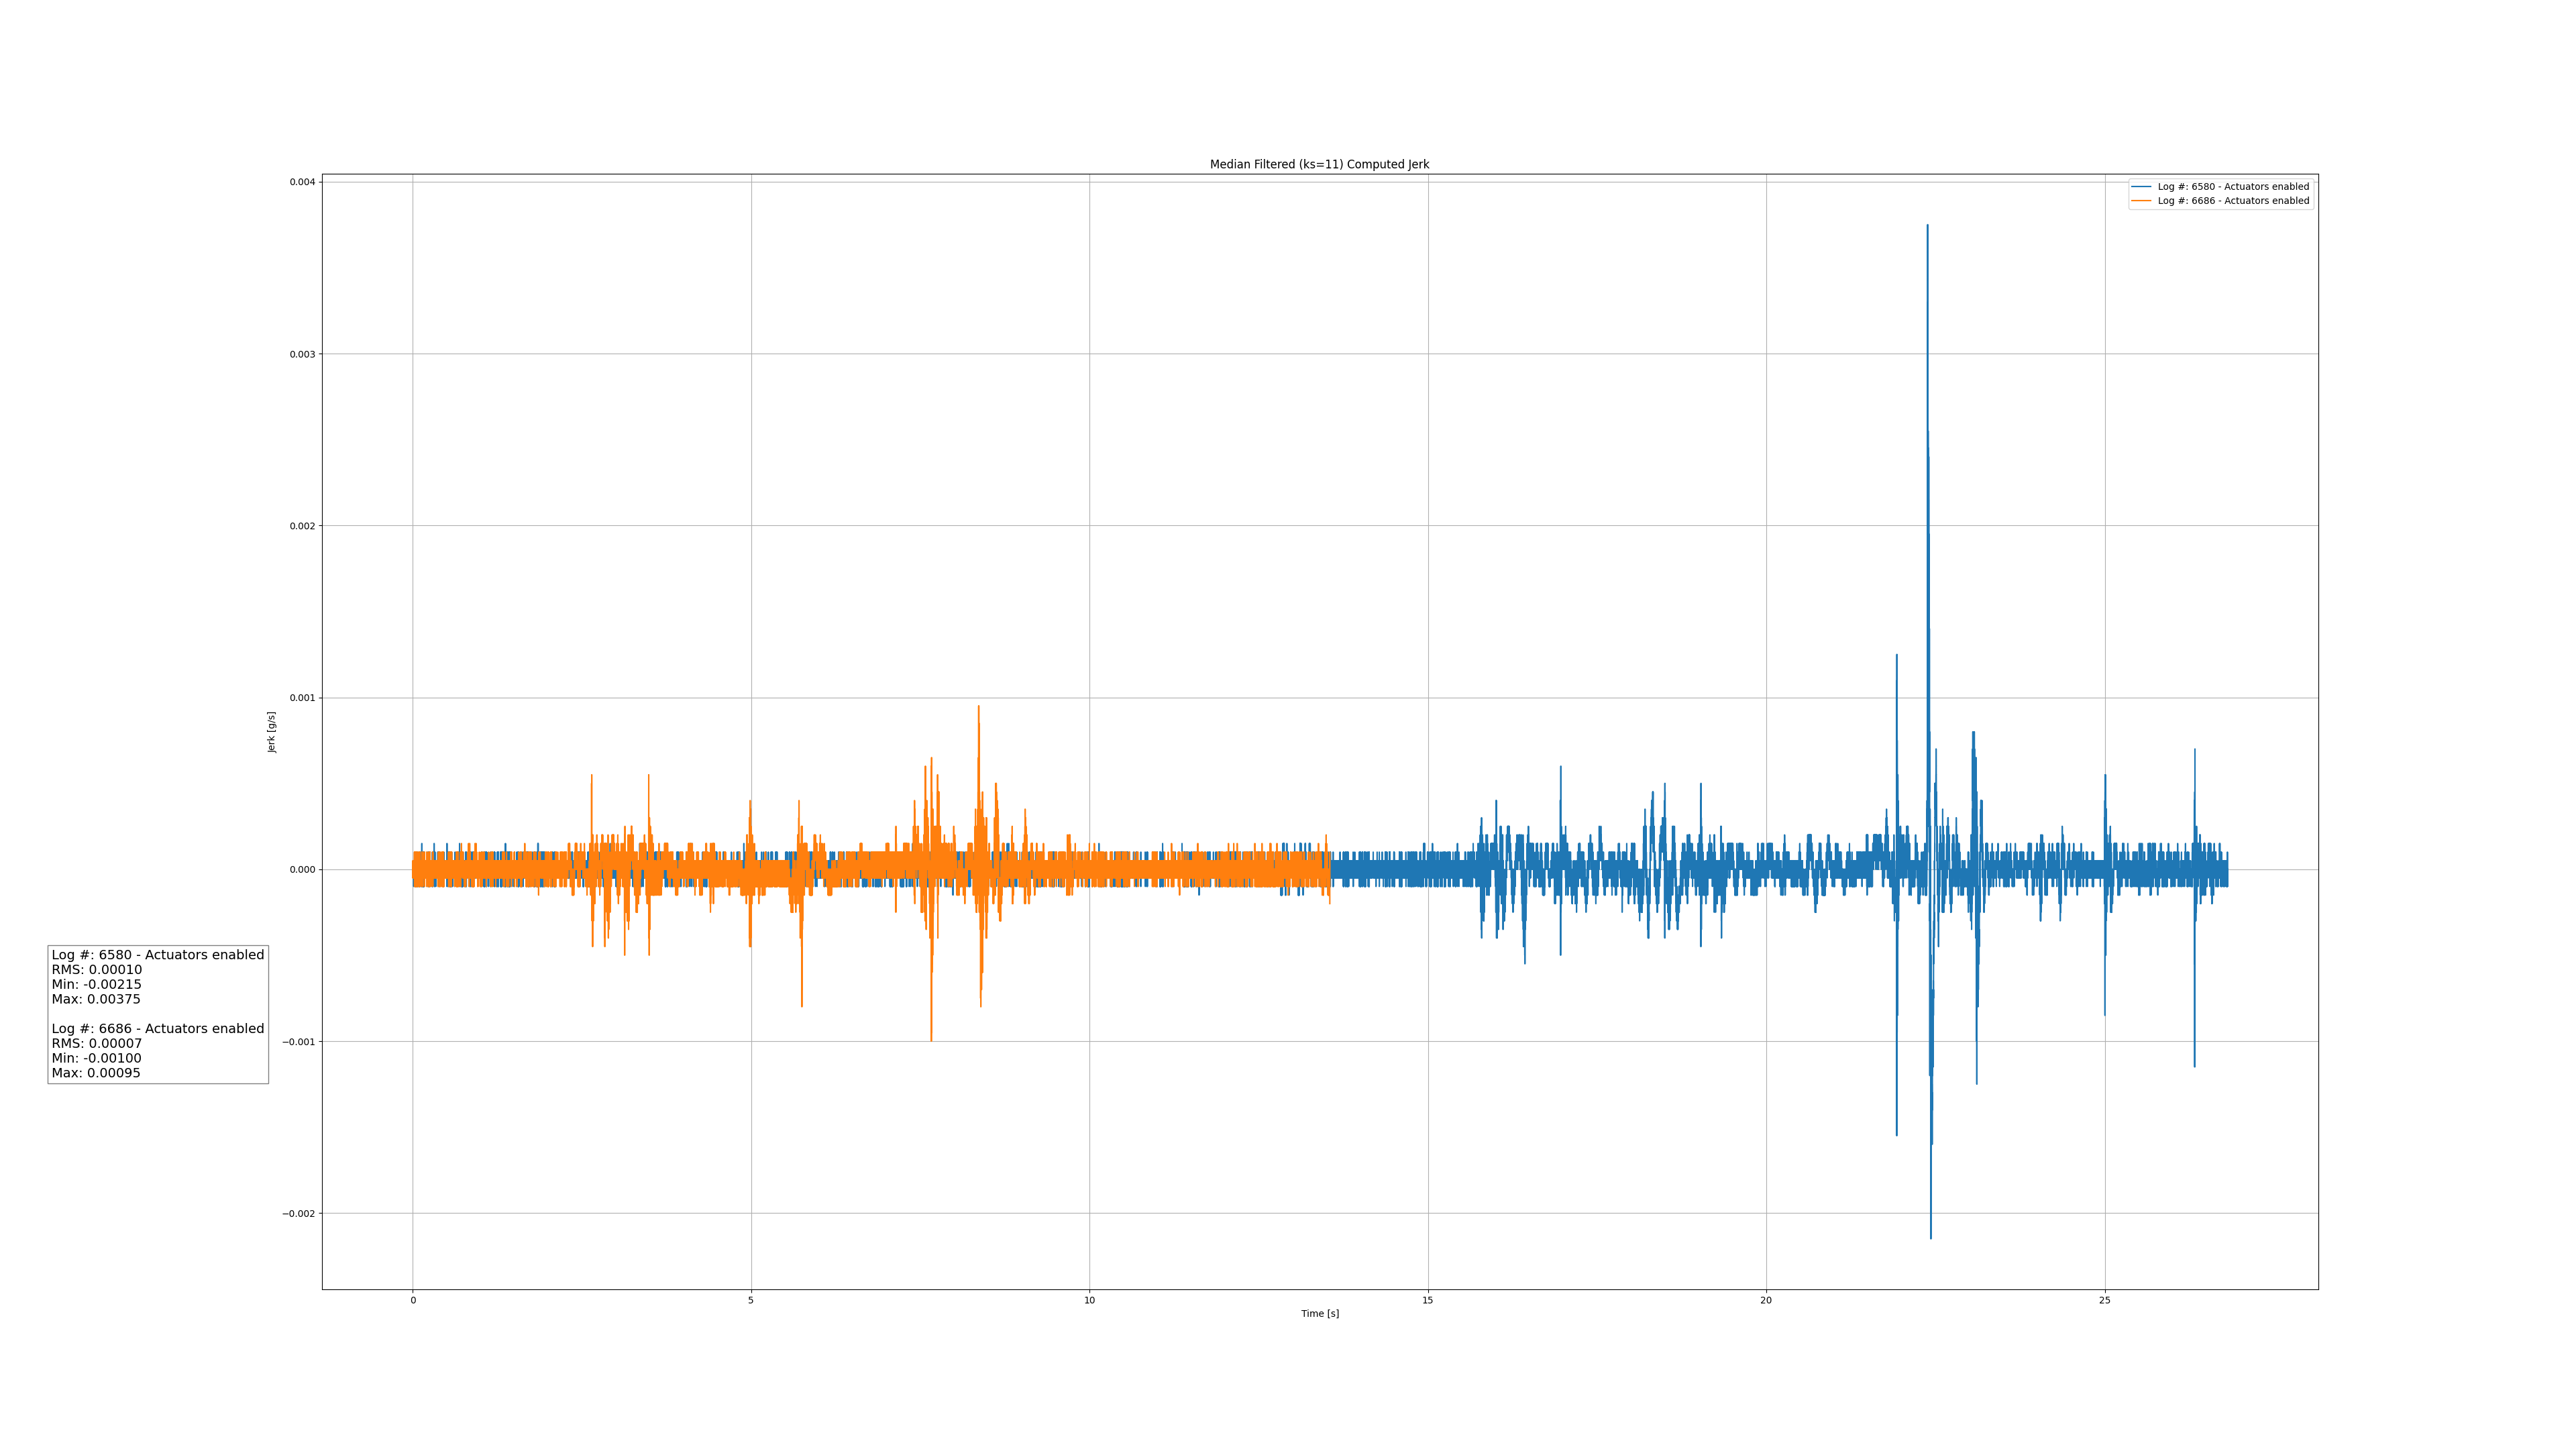 Median Filtered (ks=11) Computed Jerk
Log #: 6580 - Actuators enabled
Log #: 6686 - Actuators enabled
0.004
0.003
0.002
0.001
0.000
−0.001
−0.002
Jerk [g/s]
Log #: 6580 - Actuators enabled
RMS: 0.00010
Min: -0.00215
Max: 0.00375
Log #: 6686 - Actuators enabled
RMS: 0.00007
Min: -0.00100
Max: 0.00095
0
5
10
15
20
25
Time [s]